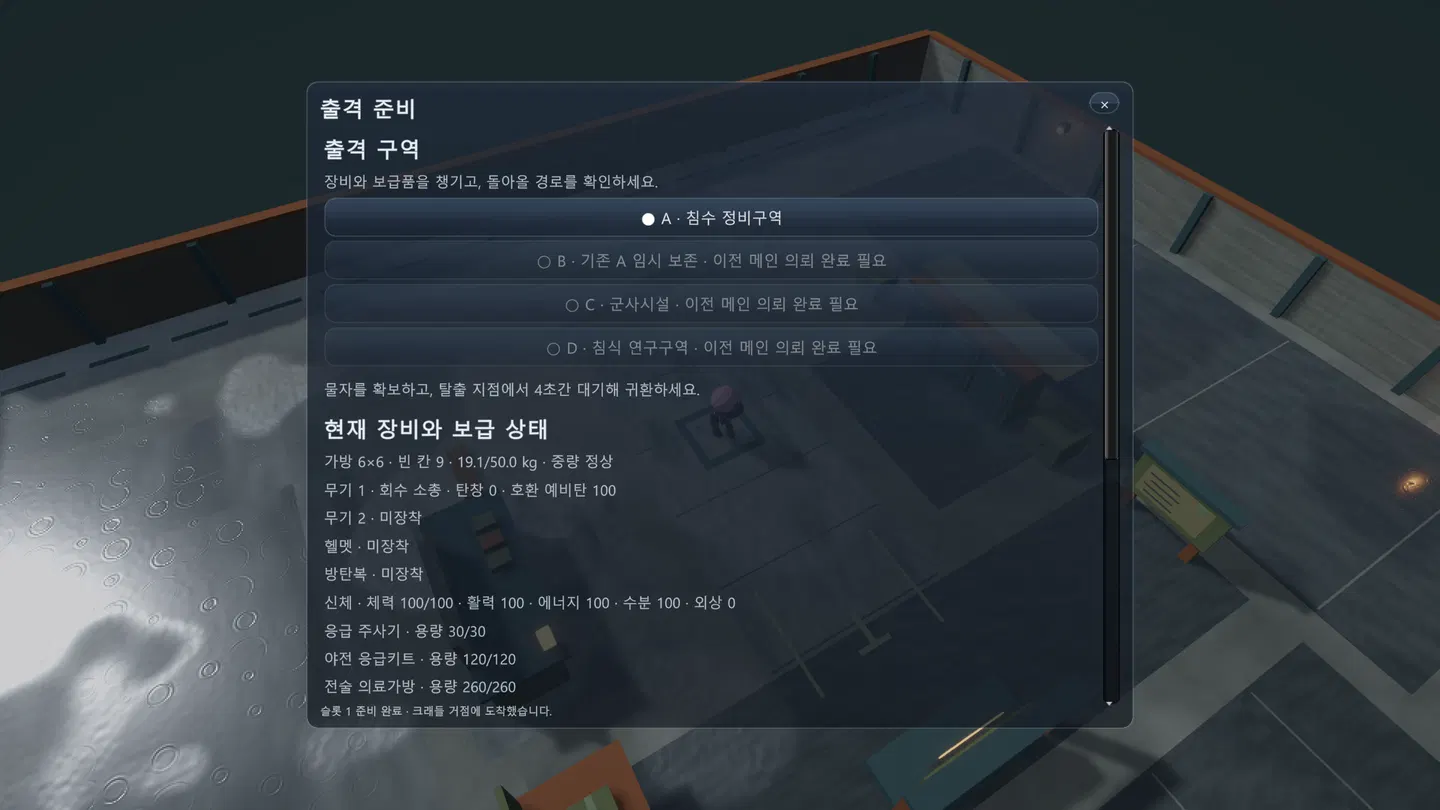 출격 준비
×
출격 구역
장비와 보급품을 챙기고, 돌아올 경로를 확인하세요.
● A · 침수 정비구역
○ B · 기존 A 임시 보존 · 이전 메인 의뢰 완료 필요
○ C · 군사시설 · 이전 메인 의뢰 완료 필요
○ D · 침식 연구구역 · 이전 메인 의뢰 완료 필요
물자를 확보하고, 탈출 지점에서 4초간 대기해 귀환하세요.
현재 장비와 보급 상태
가방 6×6 · 빈 칸 9 · 19.1/50.0 kg · 중량 정상
무기 1 · 회수 소총 · 탄창 0 · 호환 예비탄 100
무기 2 · 미장착
헬멧 · 미장착
방탄복 · 미장착
신체 · 체력 100/100 · 활력 100 · 에너지 100 · 수분 100 · 외상 0
응급 주사기 · 용량 30/30
야전 응급키트 · 용량 120/120
전술 의료가방 · 용량 260/260
슬롯 1 준비 완료 · 크래들 거점에 도착했습니다.